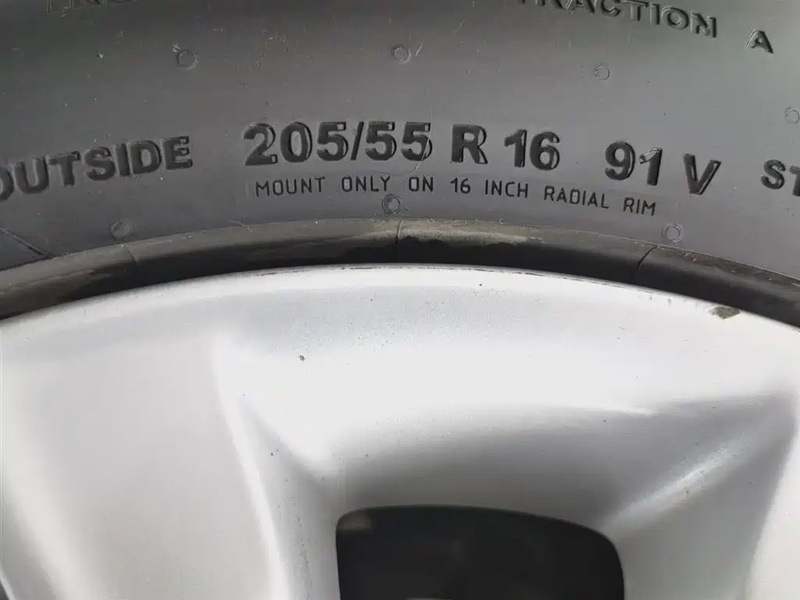 TRACTION A
OUTSIDE 205/55 R 16 91 V
MOUNT ONLY ON 16 INCH RADIAL RIM